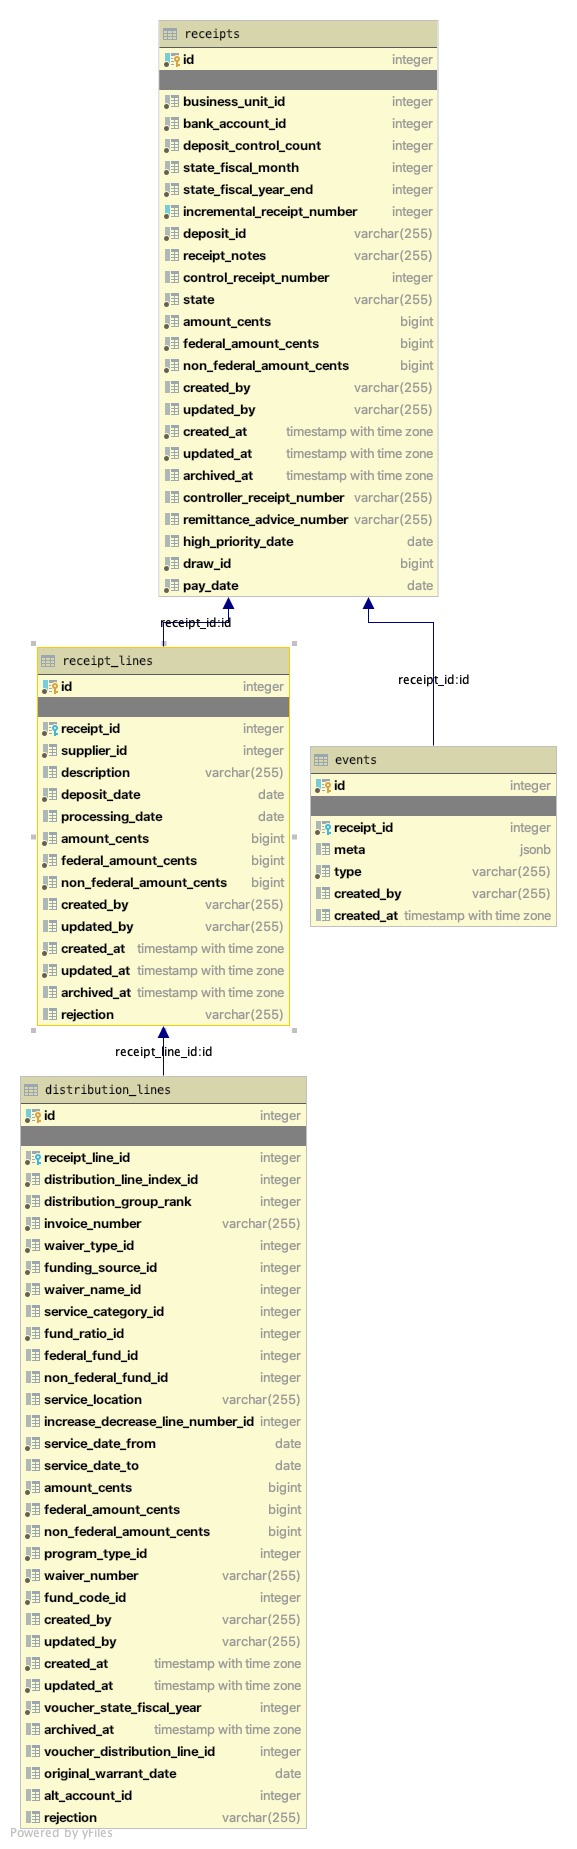 receipts
id integer
business_unit_id integer
bank_account_id integer
deposit_control_count integer
state_fiscal_month integer
state_fiscal_year_end integer
incremental_receipt_number integer
deposit_id varchar(255)
receipt_notes varchar(255)
control_receipt_number integer
state varchar(255)
amount_cents bigint
federal_amount_cents bigint
non_federal_amount_cents bigint
created_by varchar(255)
updated_by varchar(255)
created_at timestamp with time zone
updated_at timestamp with time zone
archived_at timestamp with time zone
controller_receipt_number varchar(255)
remittance_advice_number varchar(255)
high_priority_date date
draw_id bigint
pay_date date
receipt_id:id
receipt_lines
id integer
receipt_id integer
supplier_id integer
description varchar(255)
deposit_date date
processing_date date
amount_cents bigint
federal_amount_cents bigint
non_federal_amount_cents bigint
created_by varchar(255)
updated_by varchar(255)
created_at timestamp with time zone
updated_at timestamp with time zone
archived_at timestamp with time zone
rejection varchar(255)
receipt_id:id
events
id integer
receipt_id integer
meta jsonb
type varchar(255)
created_by varchar(255)
created_at timestamp with time zone
receipt_line_id:id
distribution_lines
id integer
receipt_line_id integer
distribution_line_index_id integer
distribution_group_rank integer
invoice_number varchar(255)
waiver_type_id integer
funding_source_id integer
waiver_name_id integer
service_category_id integer
fund_ratio_id integer
federal_fund_id integer
non_federal_fund_id integer
service_location varchar(255)
increase_decrease_line_number_id integer
service_date_from date
service_date_to date
amount_cents bigint
federal_amount_cents bigint
non_federal_amount_cents bigint
program_type_id integer
waiver_number varchar(255)
fund_code_id integer
created_by varchar(255)
updated_by varchar(255)
created_at timestamp with time zone
updated_at timestamp with time zone
voucher_state_fiscal_year integer
archived_at timestamp with time zone
voucher_distribution_line_id integer
original_warrant_date date
alt_account_id integer
rejection varchar(255)
Powered by yFiles